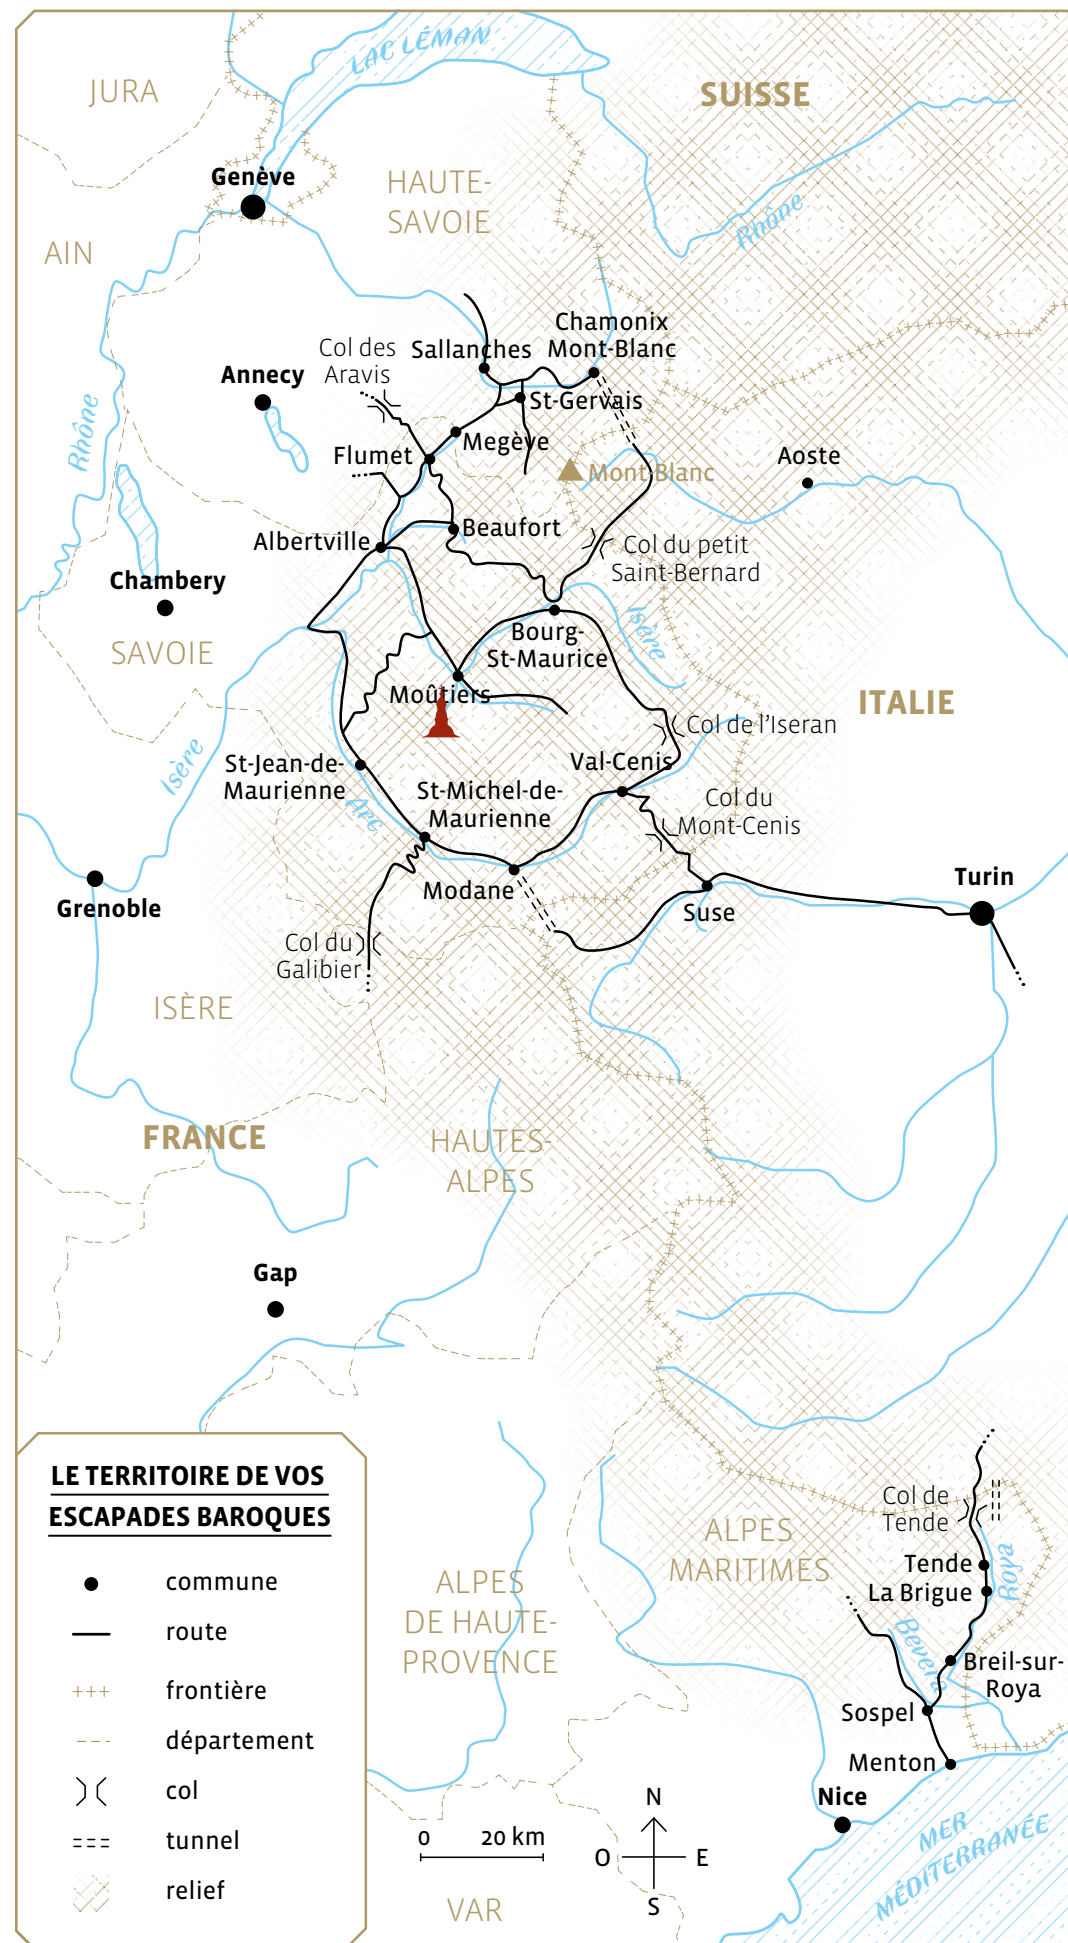 LAC LÉMAN
JURA
SUISSE
Genève
HAUTE-
SAVOIE
Rhône
AIN
Chamonix
Mont-Blanc
Col des
Aravis
Sallanches
Annecy
St-Gervais
Rhône
Megève
Flumet
Mont-Blanc
Aoste
Beaufort
Albertville
Col du petit
Saint-Bernard
Chambery
Isère
SAVOIE
Bourg-
St-Maurice
Moûtiers
ITALIE
Col de l'Iseran
Isère
St-Jean-de-
Maurienne
Val-Cenis
St-Michel-de-
Maurienne
Arc
Col du
Mont-Cenis
Modane
Turin
Grenoble
Suse
Col du
Galibier
ISÈRE
FRANCE
HAUTES-
ALPES
Gap
LE TERRITOIRE DE VOS
ESCAPADES BAROQUES
commune
route
frontière
département
col
tunnel
relief
Col de
Tende
ALPES
MARITIMES
Tende
Roya
La Brigue
ALPES
DE HAUTE-
PROVENCE
Bevera
Breil-sur-
Roya
Sospel
Menton
Nice
MER
MÉDITERRANÉE
0 20 km
N
O E
S
VAR